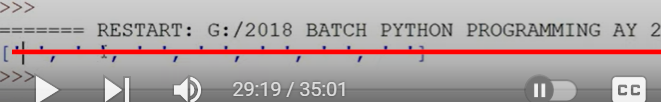 >>>
======= RESTART: G:/2018 BATCH PYTHON PROGRAMMING AY 2
[' ', ' ', ' ', ' ', ' ', ' ', ' ']
>>>
29:19 / 35:01
CC